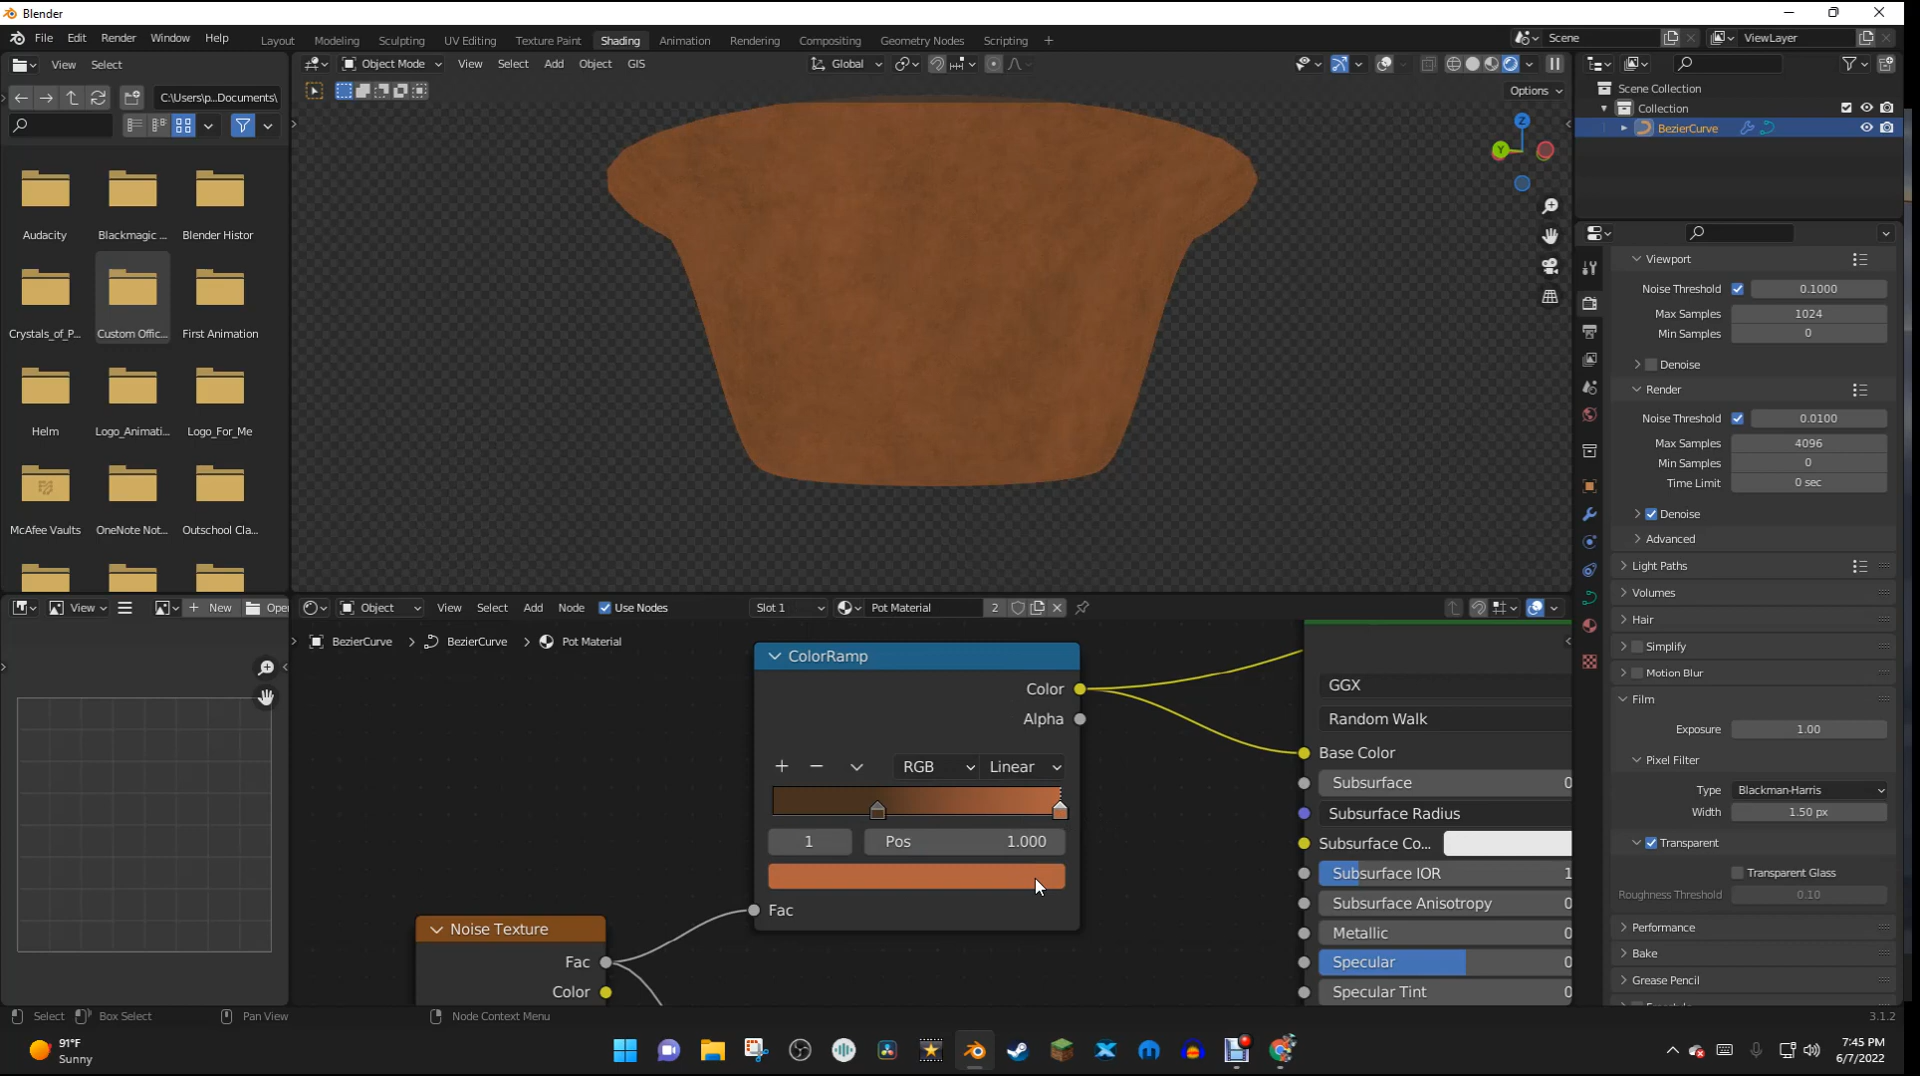 Blender
File Edit Render Window Help
Layout Modeling Sculpting UV Editing Texture Paint Shading Animation Rendering Compositing Geometry Nodes Scripting +
Scene
ViewLayer
View Select
Object Mode View Select Add Object GIS
Global
C:\Users\p...Documents\
Options
Z
Y
Audacity Blackmagic ... Blender Histor
Crystals_of_P... Custom Offic... First Animation
Helm Logo_Animati... Logo_For_Me
McAfee Vaults OneNote Not... Outschool Cla...
Scene Collection
Collection
BezierCurve
Viewport
Noise Threshold 0.1000
Max Samples 1024
Min Samples 0
Denoise
Render
Noise Threshold 0.0100
Max Samples 4096
Min Samples 0
Time Limit 0 sec
Denoise
Advanced
Light Paths
Volumes
Hair
Simplify
Motion Blur
Film
Exposure 1.00
Pixel Filter
Type Blackman-Harris
Width 1.50 px
Transparent
Transparent Glass
Roughness Threshold 0.10
Performance
Bake
Grease Pencil
View + New Open
Object View Select Add Node Use Nodes Slot 1 Pot Material 2
BezierCurve > BezierCurve > Pot Material
ColorRamp
Color
Alpha
+ − RGB Linear
1 Pos 1.000
Fac
Noise Texture
Fac
Color
GGX
Random Walk
Base Color
Subsurface 0
Subsurface Radius
Subsurface Co...
Subsurface IOR 1
Subsurface Anisotropy 0
Metallic 0
Specular 0
Specular Tint 0
Select Box Select Pan View Node Context Menu 3.1.2
91°F
Sunny
7:45 PM
6/7/2022